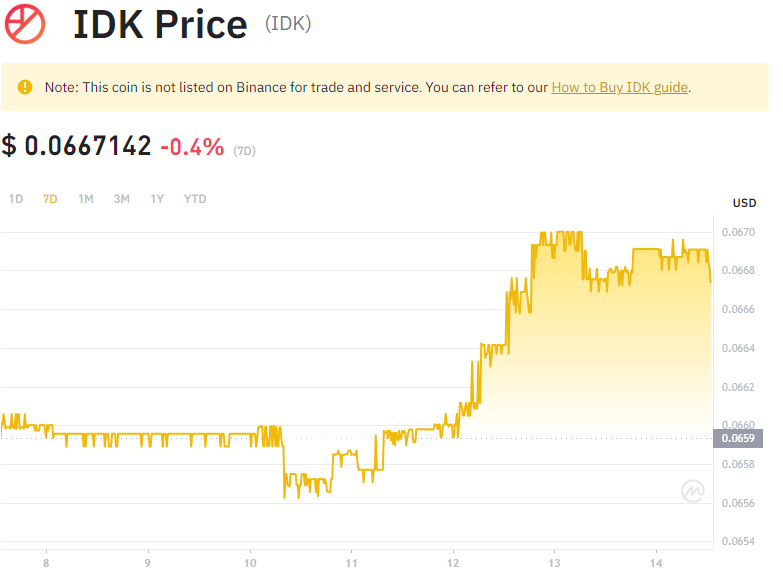 IDK Price (IDK)
Note: This coin is not listed on Binance for trade and service. You can refer to our How to Buy IDK guide.
$ 0.0667142 -0.4% (7D)
1D 7D 1M 3M 1Y YTD
USD
0.0670
0.0668
0.0666
0.0664
0.0662
0.0660
0.0659
0.0658
0.0656
0.0654
8 9 10 11 12 13 14